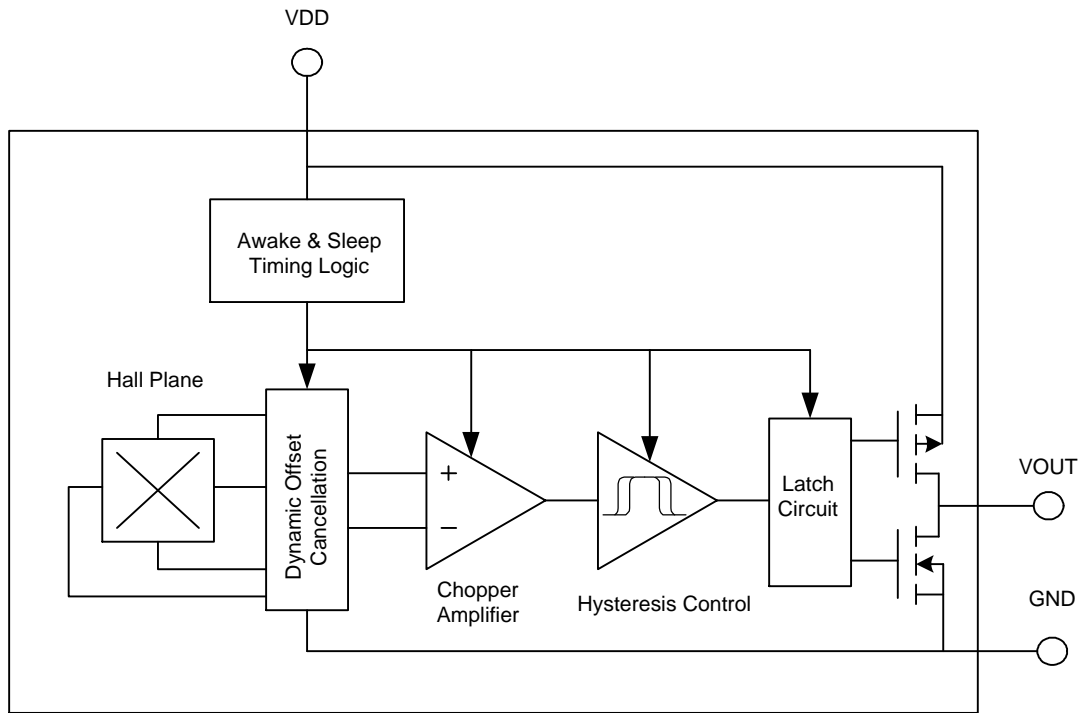 VDD
Awake & Sleep
Timing Logic
Hall Plane
Dynamic Offset
Cancellation
+
−
Chopper
Amplifier
Hysteresis Control
Latch
Circuit
VOUT
GND